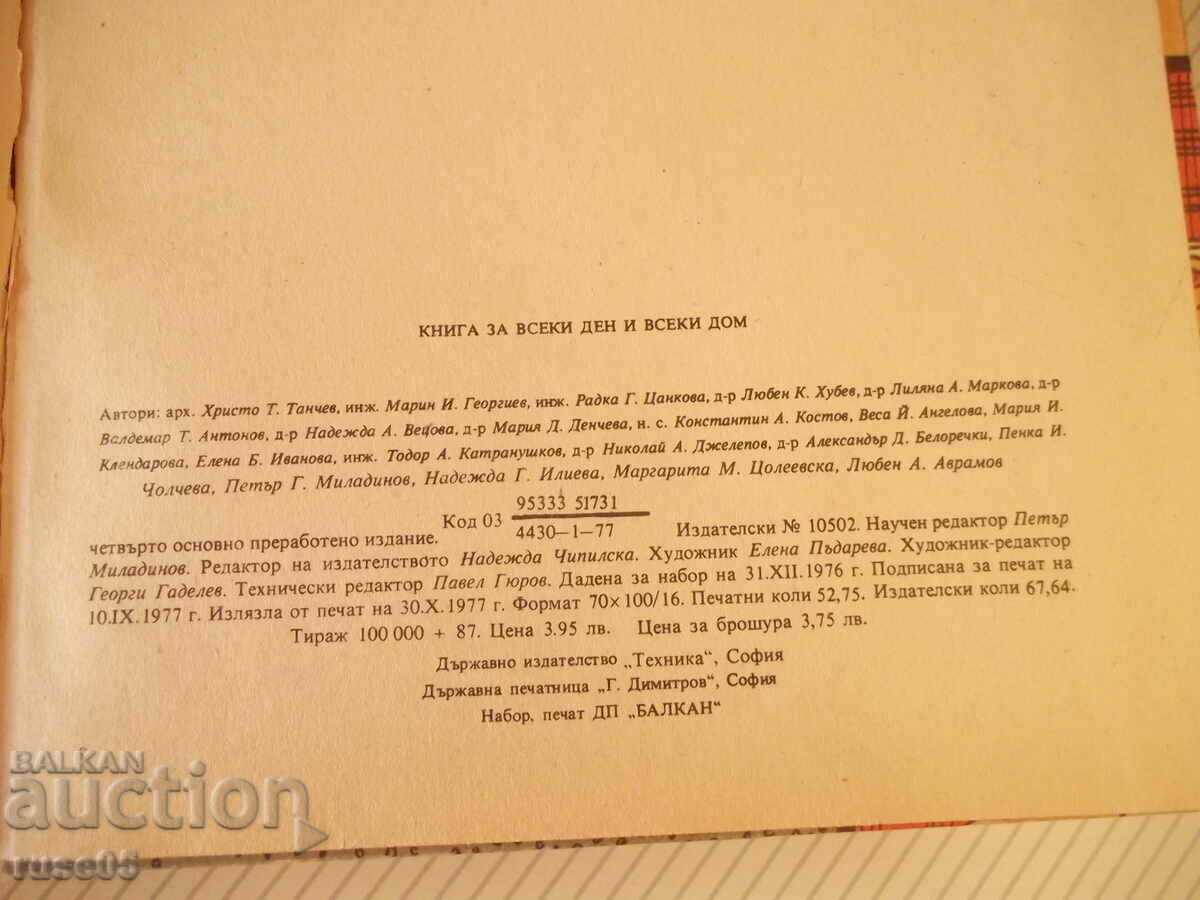 КНИГА ЗА ВСЕКИ ДЕН И ВСЕКИ ДОМ
Автори: арх. Христо Т. Танчев, инж. Марин И. Георгиев, инж. Радка Г. Цанкова, д-р Любен К. Хубев, д-р Лиляна А. Маркова, д-р
Валдемар Т. Антонов, д-р Надежда А. Вецова, д-р Мария Д. Денчева, н. с. Константин А. Костов, Веса Й. Ангелова, Мария И.
Клендарова, Елена Б. Иванова, инж. Тодор А. Катранушков, д-р Николай А. Джелепов, д-р Александър Д. Белоречки, Пенка И.
Чолчева, Петър Г. Миладинов, Надежда Г. Илиева, Маргарита М. Цолеевска, Любен А. Аврамов
95333 51731
Код 03
4430—1—77
четвърто основно преработено издание. Издателски № 10502. Научен редактор Петър
Миладинов. Редактор на издателството Надежда Чипилска. Художник Елена Пъдарева. Художник-редактор
Георги Гаделев. Технически редактор Павел Гюров. Дадена за набор на 31.XII.1976 г. Подписана за печат на
10.IX.1977 г. Излязла от печат на 30.X.1977 г. Формат 70×100/16. Печатни коли 52,75. Издателски коли 67,64.
Тираж 100 000 + 87. Цена 3.95 лв. Цена за брошура 3,75 лв.
Държавно издателство „Техника“, София
Държавна печатница „Г. Димитров“, София
Набор, печат ДП „БАЛКАН“
BALKAN
auction
ruse05